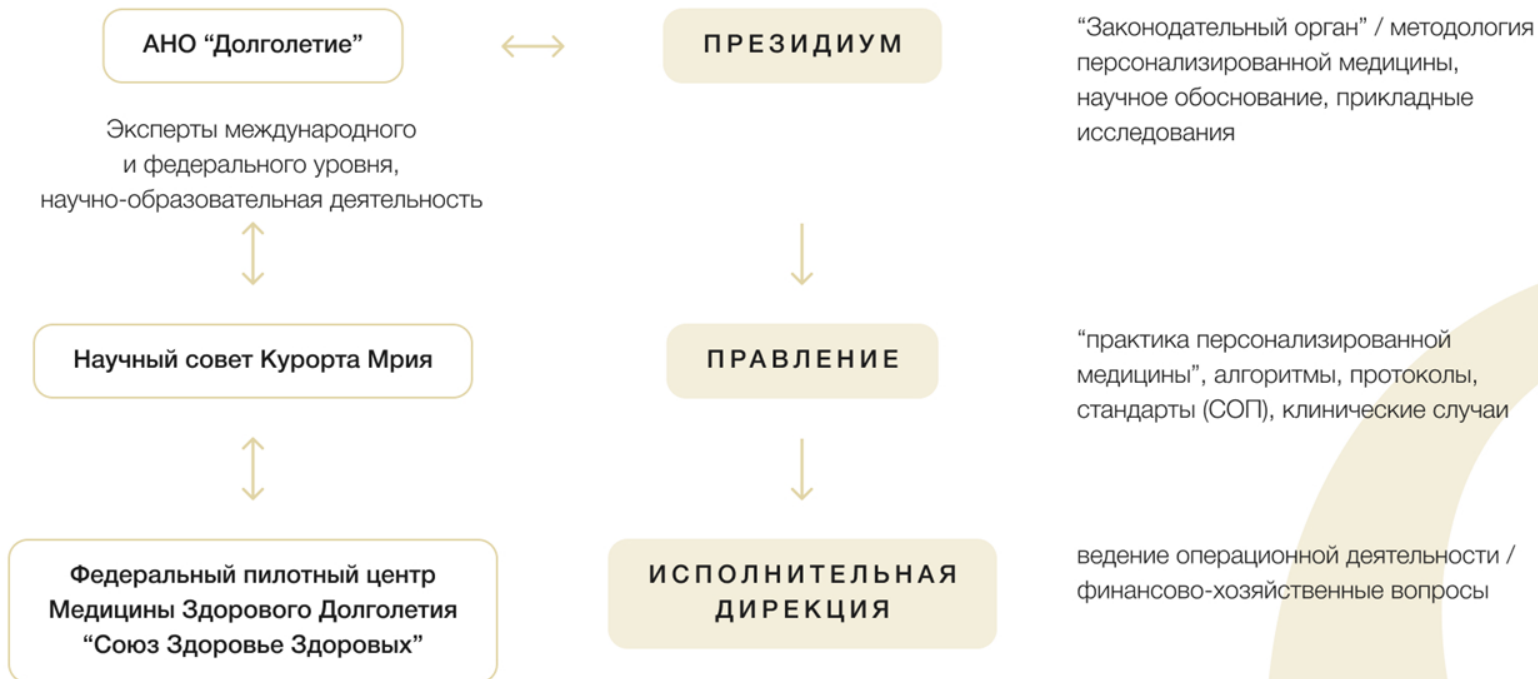 АНО “Долголетие”
ПРЕЗИДИУМ
“Законодательный орган” / методология
персонализированной медицины,
научное обоснование, прикладные
исследования
Эксперты международного
и федерального уровня,
научно-образовательная деятельность
Научный совет Курорта Мрия
ПРАВЛЕНИЕ
“практика персонализированной
медицины”, алгоритмы, протоколы,
стандарты (СОП), клинические случаи
Федеральный пилотный центр
Медицины Здорового Долголетия
“Союз Здоровье Здоровых”
ИСПОЛНИТЕЛЬНАЯ
ДИРЕКЦИЯ
ведение операционной деятельности /
финансово-хозяйственные вопросы